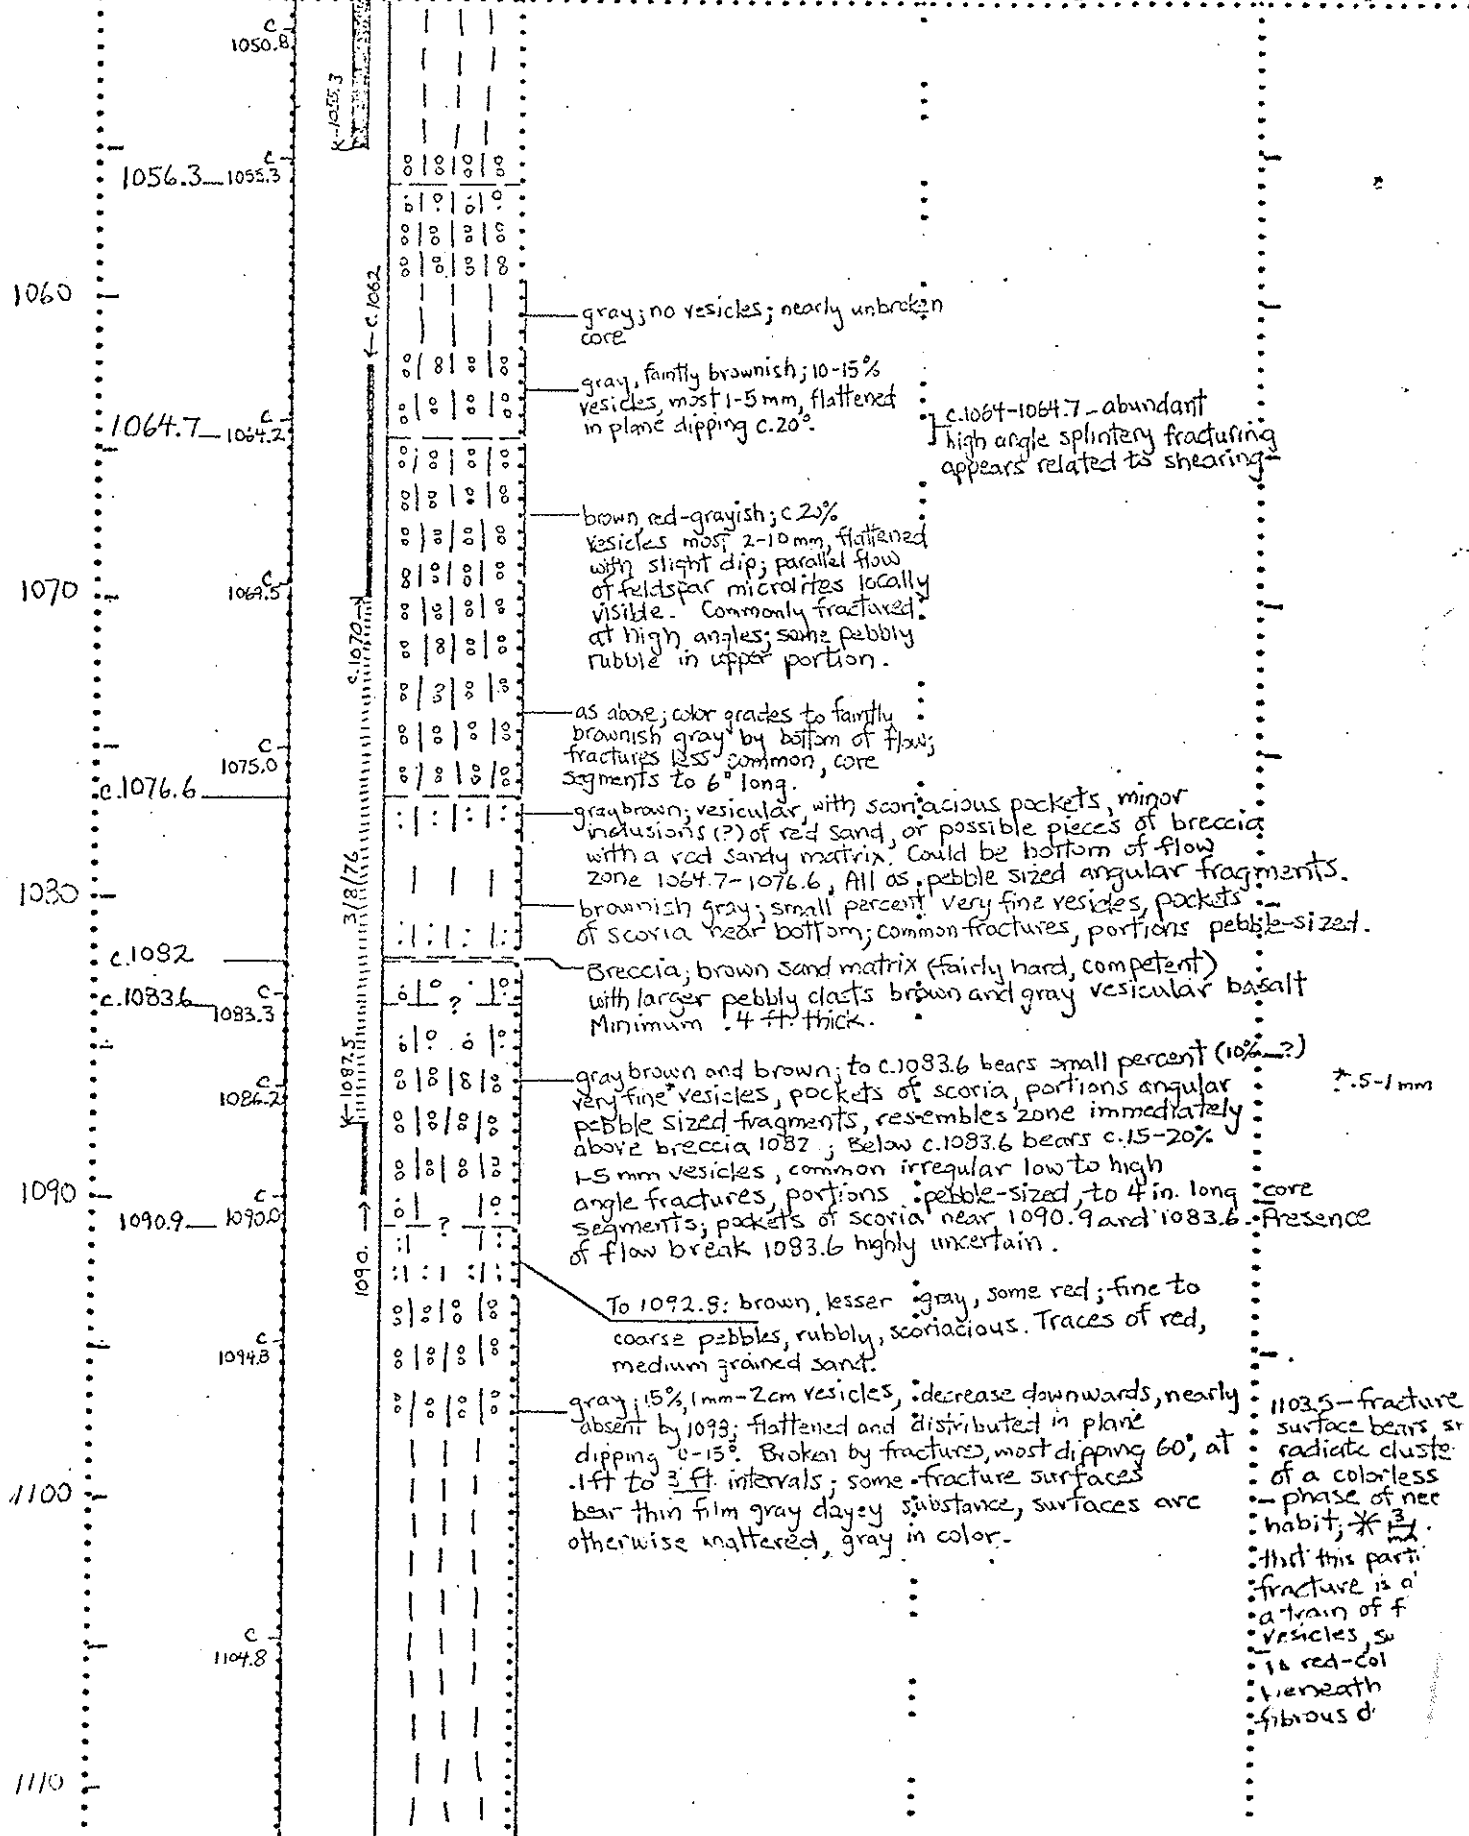 C
1050.8
K-1055.3
C
1056.3 1055.3
1060
← c.1062
gray; no vesicles; nearly unbroken
core
gray, faintly brownish; 10-15%
vesicles, most 1-5 mm, flattened
in plane dipping c.20°.
C
1064.7 1064.2
c.1064-1064.7 - abundant
high angle splintery fracturing
appears related to shearing-
brown, red-grayish; c.20%
vesicles most 2-10 mm, flattened
with slight dip; parallel flow
of feldspar microlites locally
visible. Commonly fractured
at high angles; some pebbly
rubble in upper portion.
1070
C
1069.5
c.1070→
as above; color grades to faintly
brownish gray by bottom of flow;
fractures less common, core
segments to 6" long.
C
1075.0
c.1076.6
graybrown; vesicular, with scoriacious pockets, minor
inclusions (?) of red sand, or possible pieces of breccia
with a red sandy matrix. Could be bottom of flow
zone 1064.7-1076.6, All as pebble sized angular fragments.
3/8/76
1080
brownish gray; small percent very fine vesicles, pockets
of scoria near bottom; common fractures, portions pebble-sized.
c.1082
Breccia; brown sand matrix (fairly hard, competent)
with larger pebbly clasts brown and gray vesicular basalt
Minimum .4 ft. thick.
C
c.1083.6 1083.3
?
K-1087.5
gray brown and brown; to c.1083.6 bears small percent (10%—?)
very fine* vesicles, pockets of scoria, portions angular
pebble sized fragments, resembles zone immediately
above breccia 1082; Below c.1083.6 bears c.15-20%
1-5 mm vesicles, common irregular low to high
angle fractures, portions pebble-sized, to 4 in. long core
segments; pockets of scoria near 1090.9 and 1083.6. Presence
of flow break 1083.6 highly uncertain.
*.5-1 mm
C
1086.2
1090
C
1090.9 1090.0
?
1090. →
To 1092.8: brown, lesser gray, some red; fine to
coarse pebbles, rubbly, scoriacious. Traces of red,
medium grained sand.
C
1094.8
gray; 15%, 1mm-2cm vesicles, decrease downwards, nearly
absent by 1098; flattened and distributed in plane
dipping 0-15°. Broken by fractures, most dipping 60°, at
.1ft to 3 ft. intervals; some fracture surfaces
bear thin film gray clayey substance, surfaces are
otherwise unaltered, gray in color.
1100
1103.5 - fracture
surface bears
radiate cluste
of a colorless
phase of nee
habit; *
that this parti
fracture is a
a train of f
vesicles, su
is red-col
beneath
fibrous d
C
1104.8
1110